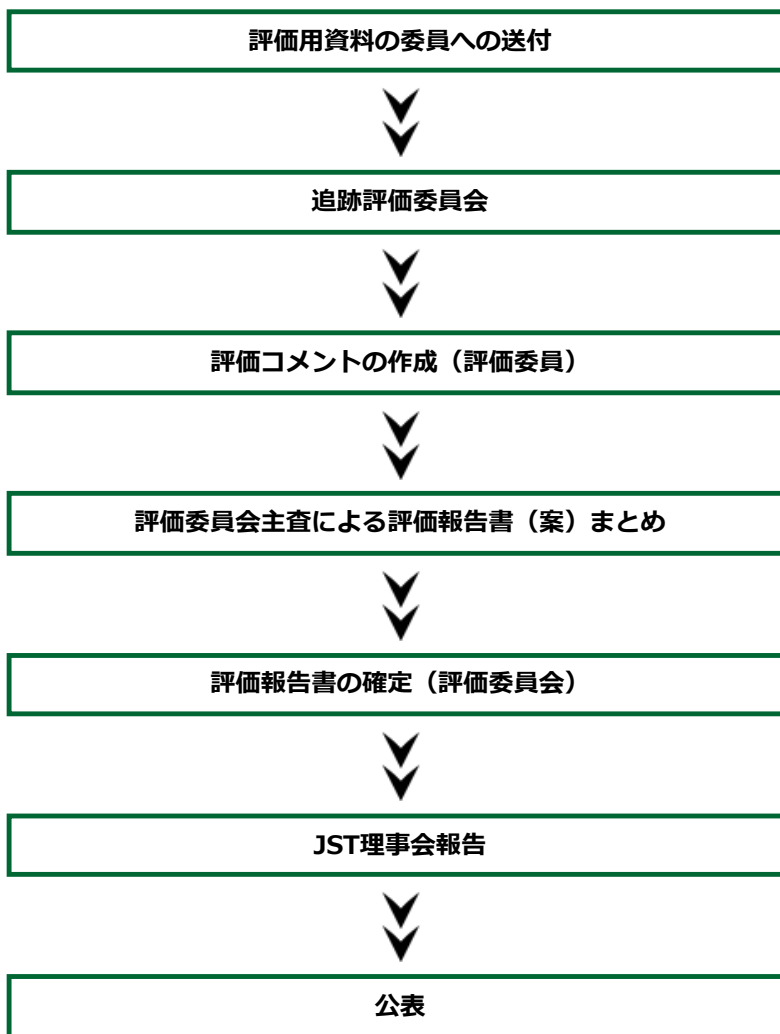 評価用資料の委員への送付
追跡評価委員会
評価コメントの作成（評価委員）
評価委員会主査による評価報告書（案）まとめ
評価報告書の確定（評価委員会）
JST理事会報告
公表